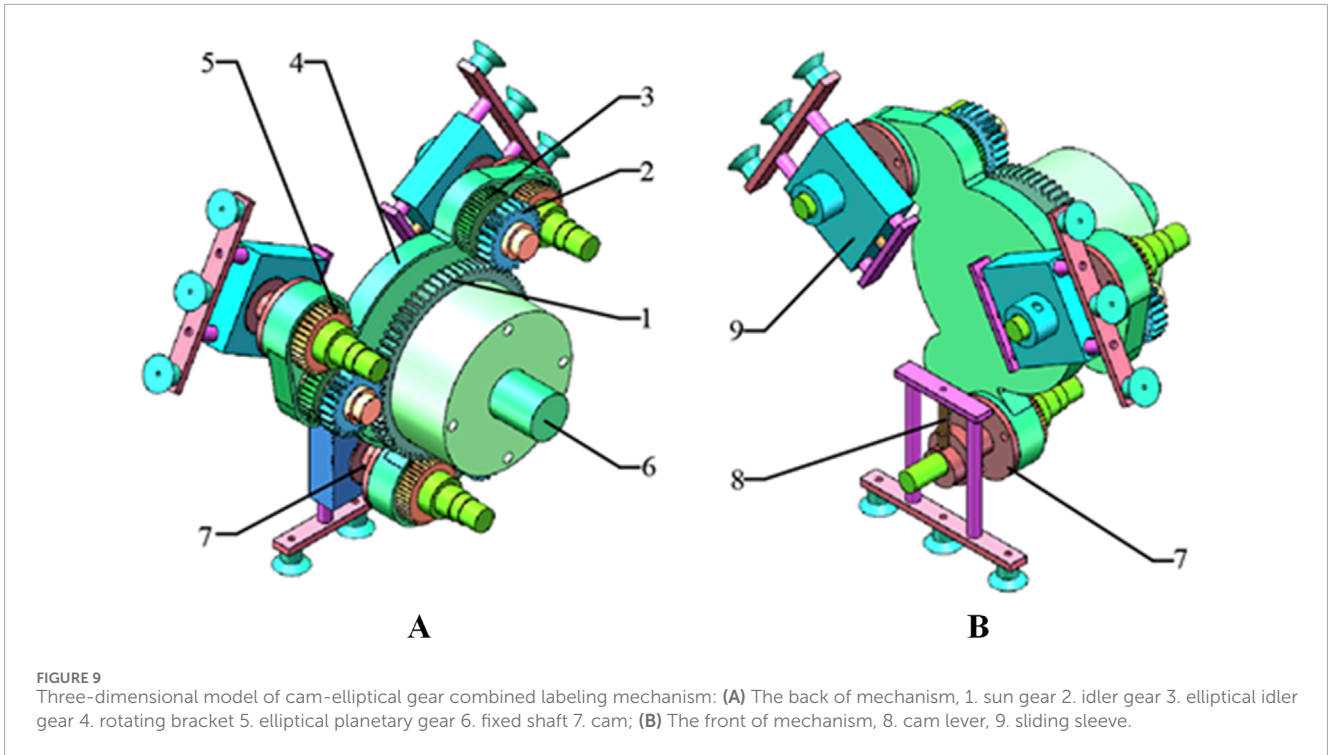 5
4
3
2
1
6
7
A
9
8
7
B
FIGURE 9
Three-dimensional model of cam-elliptical gear combined labeling mechanism: (A) The back of mechanism, 1. sun gear 2. idler gear 3. elliptical idler
gear 4. rotating bracket 5. elliptical planetary gear 6. fixed shaft 7. cam; (B) The front of mechanism, 8. cam lever, 9. sliding sleeve.